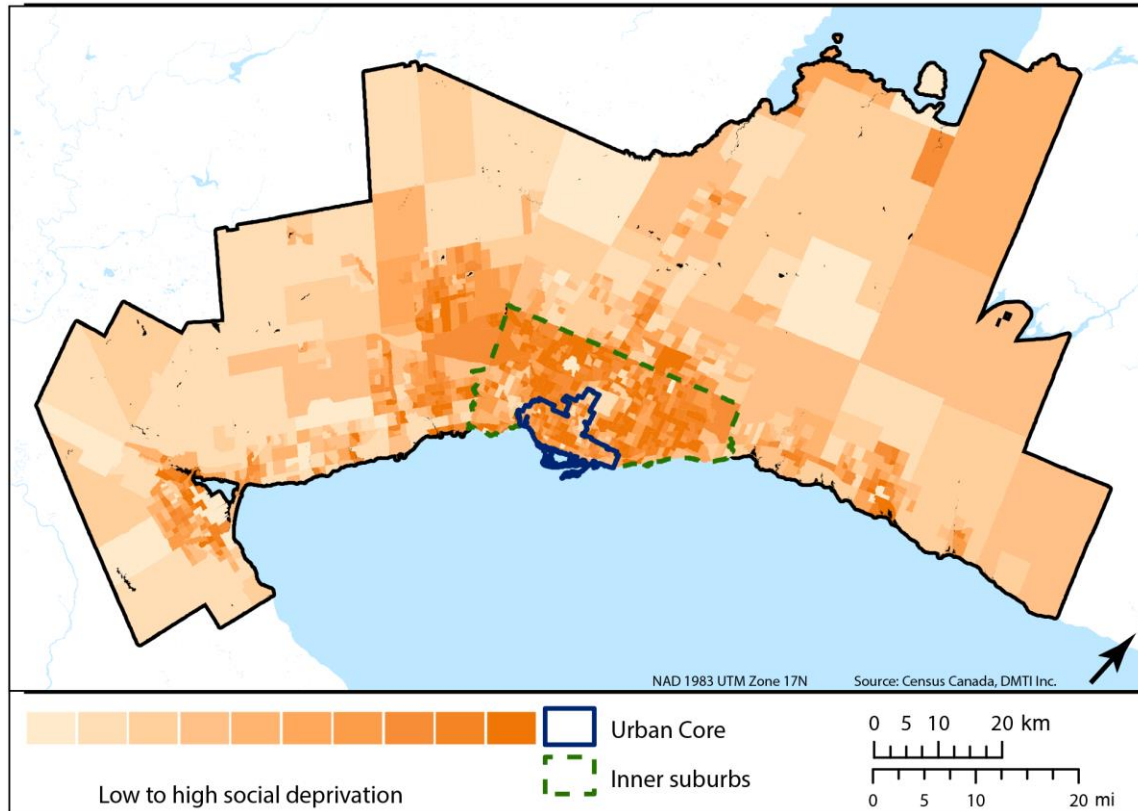 NAD 1983 UTM Zone 17N Source: Census Canada, DMTI Inc.
Urban Core
Inner suburbs
Low to high social deprivation
0 5 10 20 km
0 5 10 20 mi